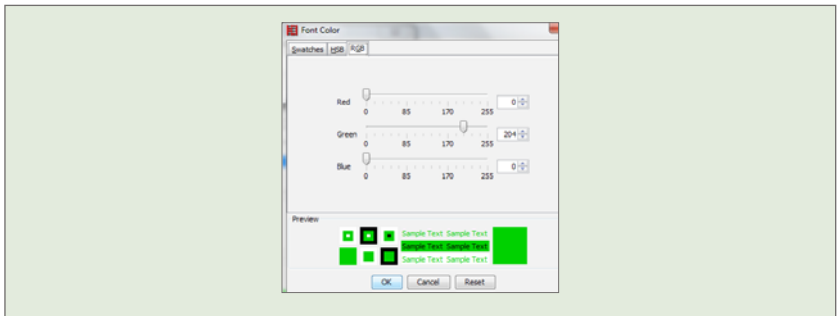 Font Color
Swatches HSB RGB
Red 0
0 85 170 255
Green 204
0 85 170 255
Blue 0
0 85 170 255
Preview
Sample Text Sample Text
Sample Text Sample Text
Sample Text Sample Text
OK Cancel Reset